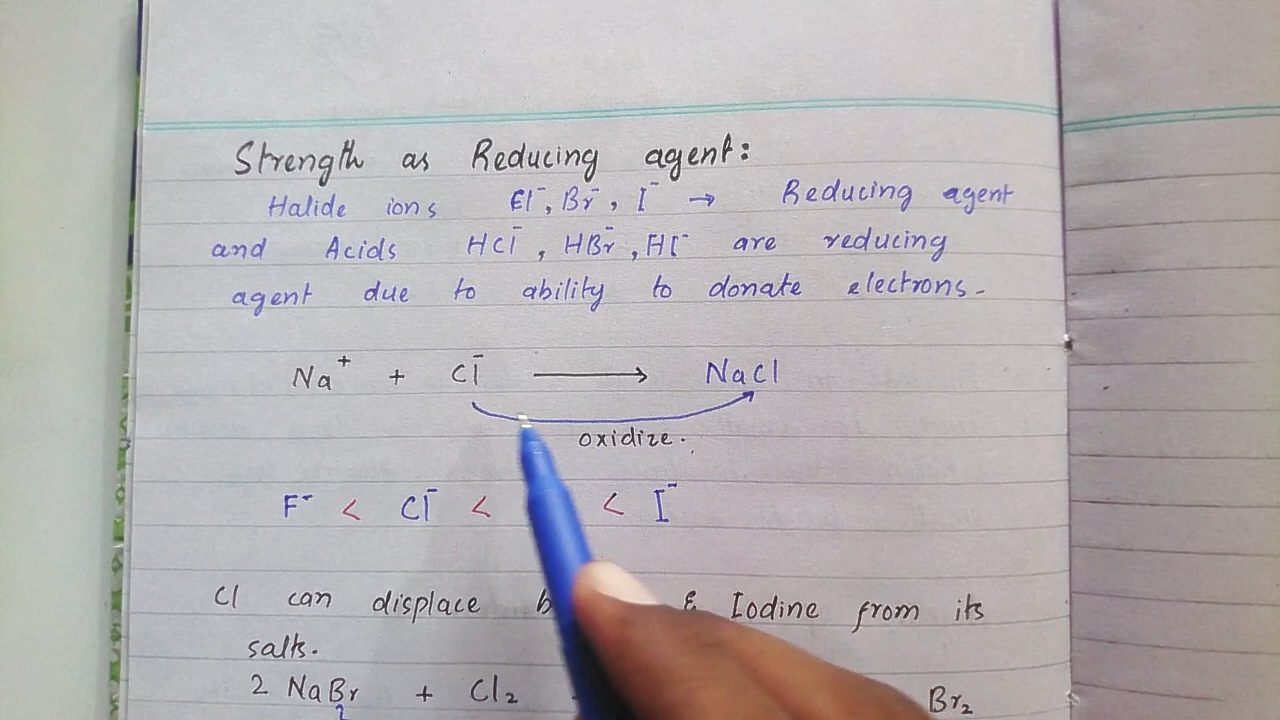 Strength as Reducing agent:
Halide ions Cl⁻, Br⁻, I⁻ → Reducing agent
and Acids HCl⁻, HBr⁻, HI⁻ are reducing
agent due to ability to donate electrons-
Na⁺ + Cl⁻ ⟶ NaCl
oxidize.
F⁻ < Cl⁻ < < I⁻
Cl can displace & Iodine from its
salts.
2 NaBr + Cl₂ Br₂